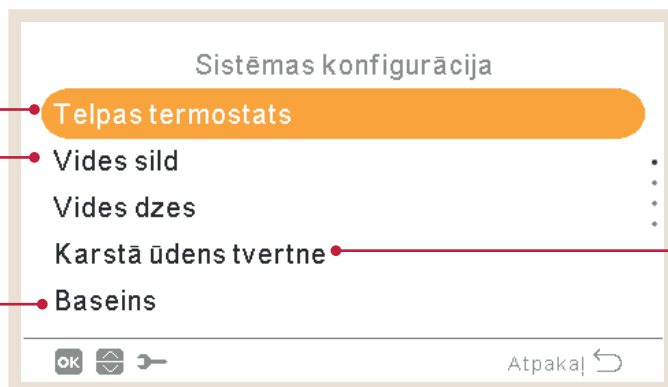 Sistēmas konfigurācija
Telpas termostats
Vides sild
Vides dzes
Karstā ūdens tvertne
Baseins
OK
Atpakaļ